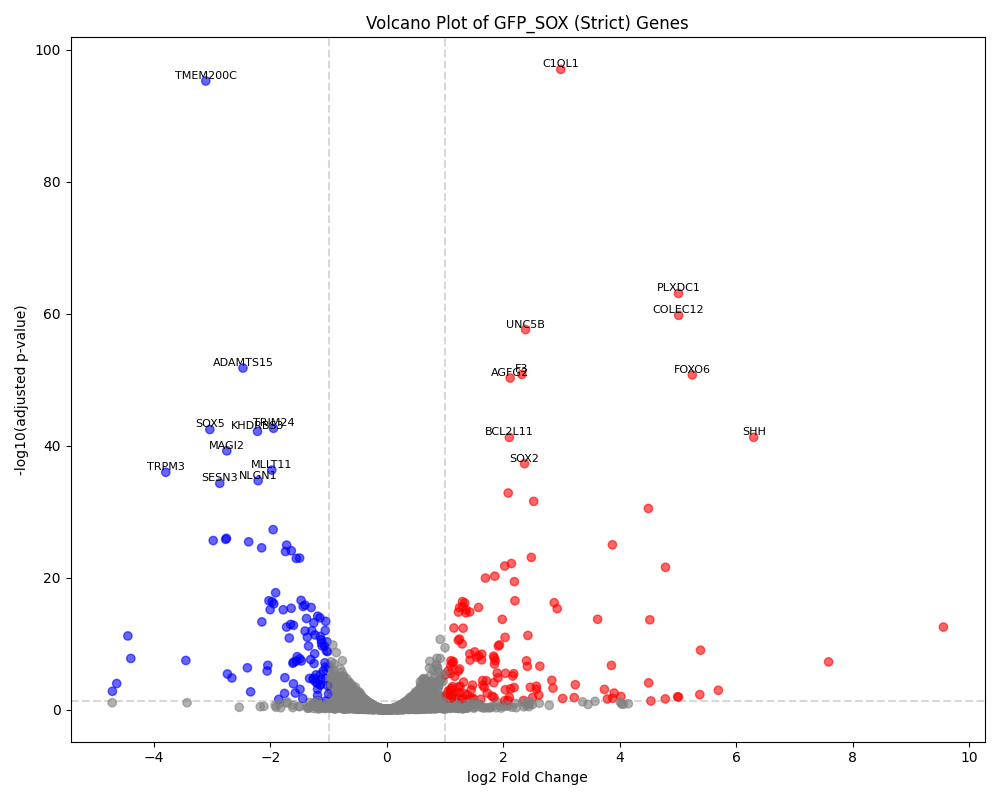 Volcano Plot of GFP_SOX (Strict) Genes
-log10(adjusted p-value)
100
80
60
40
20
0
C1QL1
TMEM200C
PLXDC1
COLEC12
UNC5B
ADAMTS15
F3
AGFG2
FOXO6
SOX5
TRIM24
BCL2L11
SHH
MAGI2
SOX2
TRPM3
MLLT11
SESN3
NLGN1
−4
−2
0
2
4
6
8
10
log2 Fold Change